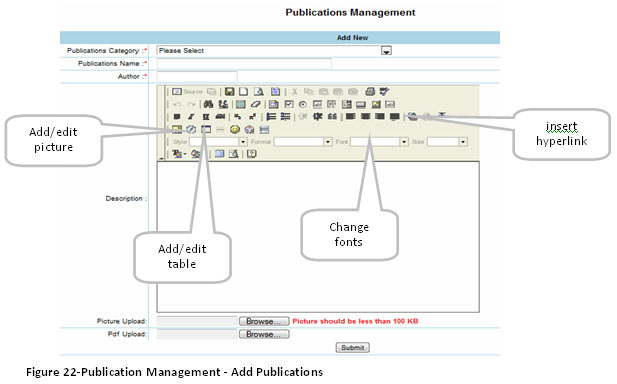 Publications Management
Add New
Publications Category :* Please Select
Publications Name :*
Author :*
Source
Add/edit
picture
insert
hyperlink
Style Format Font Size
Description :
Add/edit
table
Change
fonts
Picture Upload: Browse... Picture should be less than 100 KB
Pdf Upload: Browse...
Submit
Figure 22-Publication Management - Add Publications